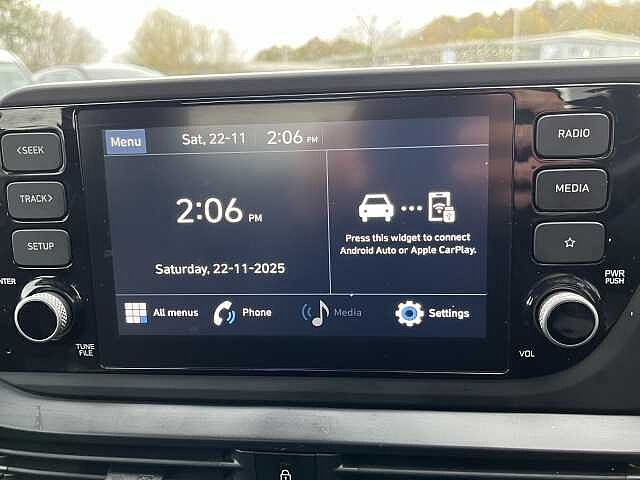 Menu
Sat, 22-11
2:06 PM
<SEEK
TRACK>
SETUP
ENTER
TUNE
FILE
2:06 PM
Saturday, 22-11-2025
Press this widget to connect
Android Auto or Apple CarPlay.
All menus
Phone
Media
Settings
RADIO
MEDIA
PWR
PUSH
VOL